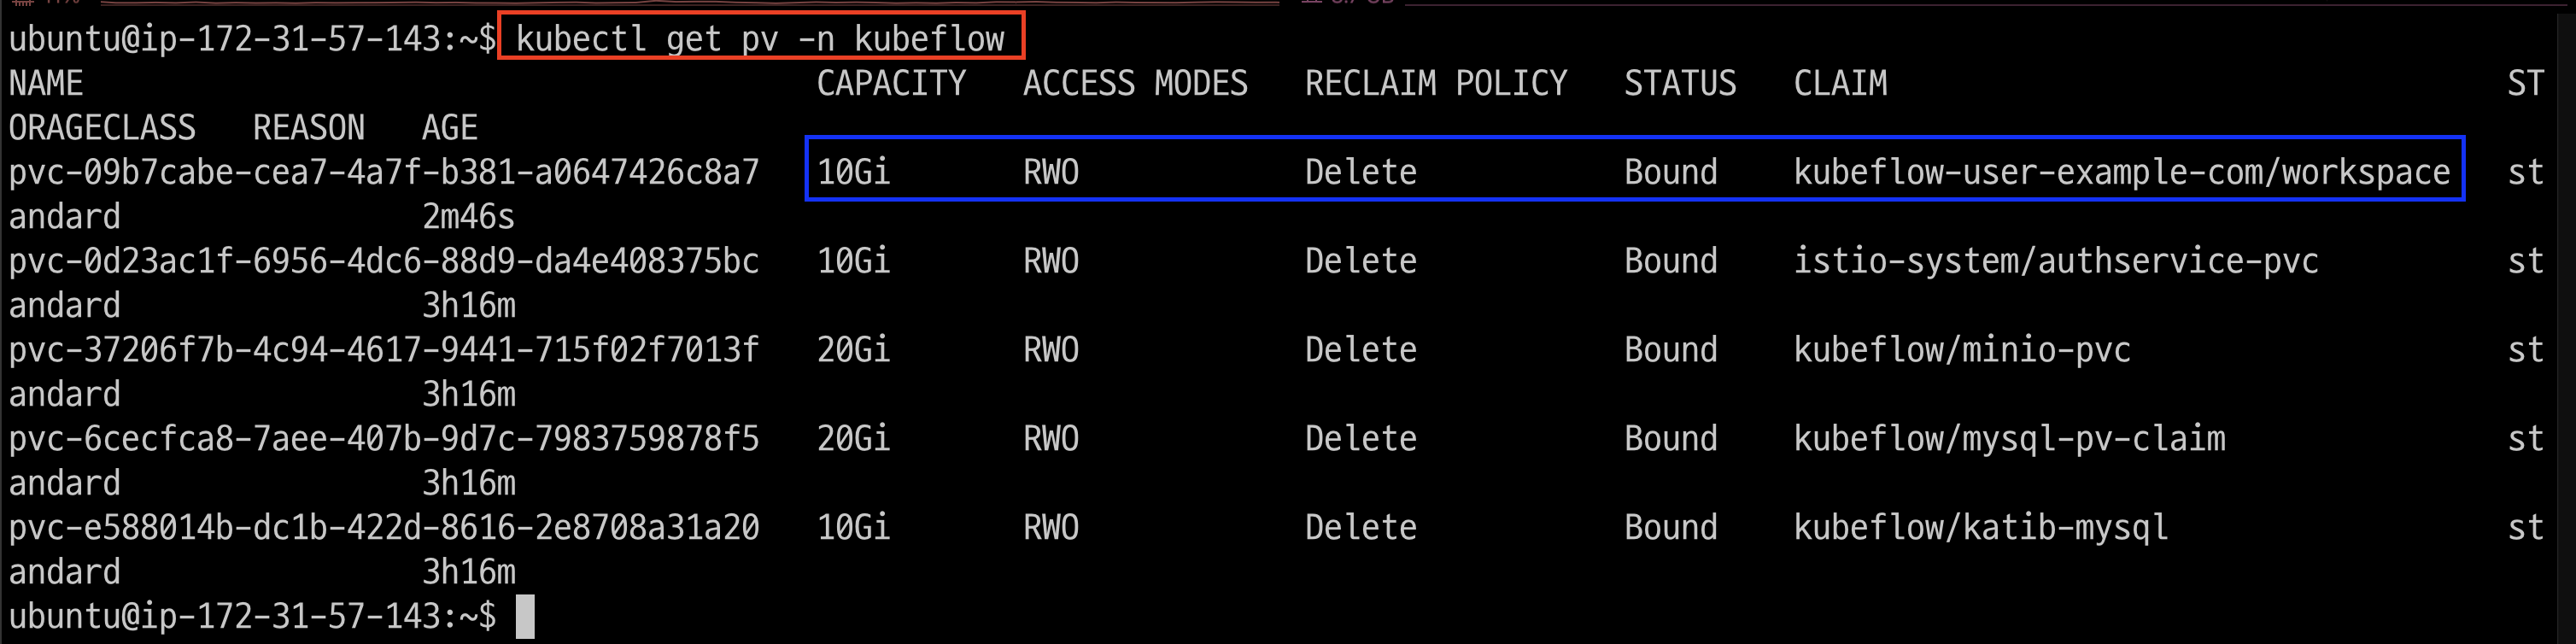 ubuntu@ip-172-31-57-143:~$ kubectl get pv -n kubeflow
NAME CAPACITY ACCESS MODES RECLAIM POLICY STATUS CLAIM ST
ORAGECLASS REASON AGE
pvc-09b7cabe-cea7-4a7f-b381-a0647426c8a7 10Gi RWO Delete Bound kubeflow-user-example-com/workspace st
andard 2m46s
pvc-0d23ac1f-6956-4dc6-88d9-da4e408375bc 10Gi RWO Delete Bound istio-system/authservice-pvc st
andard 3h16m
pvc-37206f7b-4c94-4617-9441-715f02f7013f 20Gi RWO Delete Bound kubeflow/minio-pvc st
andard 3h16m
pvc-6cecfca8-7aee-407b-9d7c-7983759878f5 20Gi RWO Delete Bound kubeflow/mysql-pv-claim st
andard 3h16m
pvc-e588014b-dc1b-422d-8616-2e8708a31a20 10Gi RWO Delete Bound kubeflow/katib-mysql st
andard 3h16m
ubuntu@ip-172-31-57-143:~$